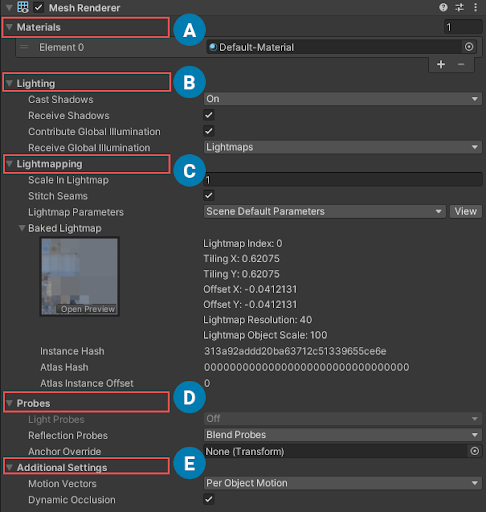 Mesh Renderer
Materials A 1
Element 0 Default-Material
+ −
Lighting B
Cast Shadows On
Receive Shadows
Contribute Global Illumination
Receive Global Illumination Lightmaps
Lightmapping C
Scale In Lightmap 1
Stitch Seams
Lightmap Parameters Scene Default Parameters View
Baked Lightmap
Lightmap Index: 0
Tiling X: 0.62075
Tiling Y: 0.62075
Offset X: -0.0412131
Offset Y: -0.0412131
Open Preview
Lightmap Resolution: 40
Lightmap Object Scale: 100
Instance Hash 313a92addd20ba63712c51339655ce6e
Atlas Hash 00000000000000000000000000000000
Atlas Instance Offset 0
Probes D
Light Probes Off
Reflection Probes Blend Probes
Anchor Override None (Transform)
Additional Settings E
Motion Vectors Per Object Motion
Dynamic Occlusion